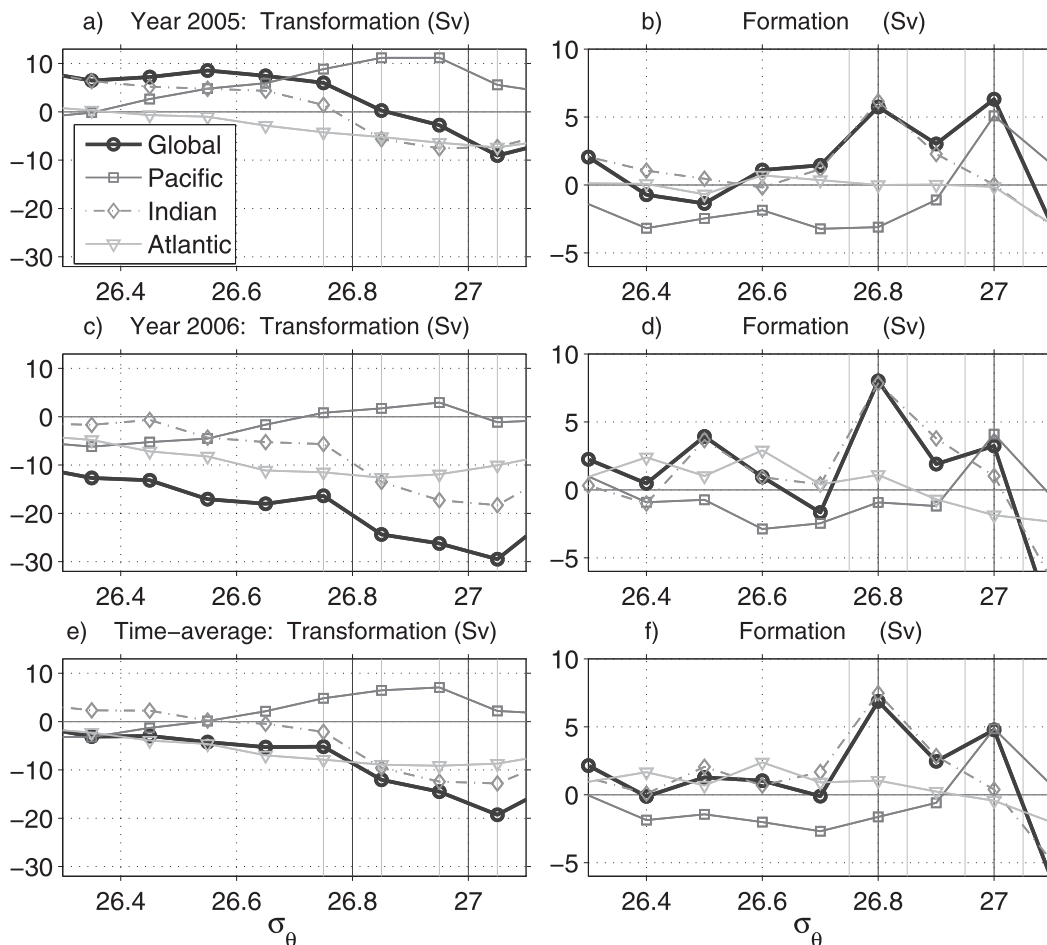 a) Year 2005: Transformation (Sv)
10
0
−10
−20
−30
Global
Pacific
Indian
Atlantic
26.4 26.6 26.8 27
b) Formation (Sv)
10
5
0
−5
26.4 26.6 26.8 27
c) Year 2006: Transformation (Sv)
10
0
−10
−20
−30
26.4 26.6 26.8 27
d) Formation (Sv)
10
5
0
−5
26.4 26.6 26.8 27
e) Time−average: Transformation (Sv)
10
0
−10
−20
−30
26.4 26.6 26.8 27
σθ
f) Formation (Sv)
10
5
0
−5
26.4 26.6 26.8 27
σθ